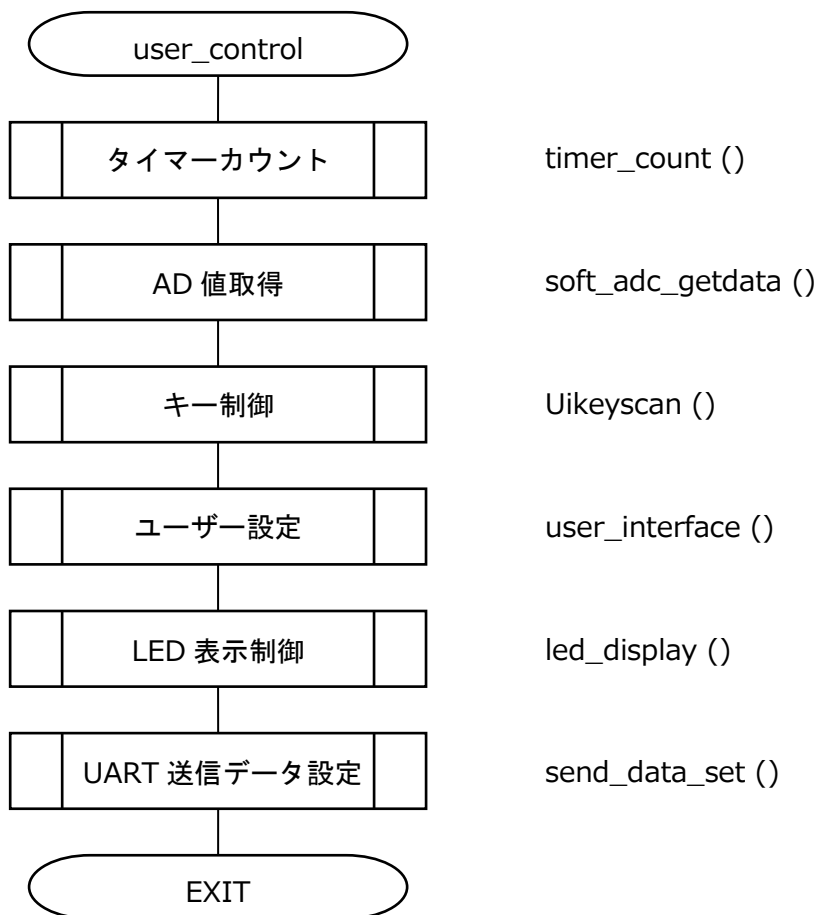 user_control
タイマーカウント timer_count ()
AD 値取得 soft_adc_getdata ()
キー制御 Uikeyscan ()
ユーザー設定 user_interface ()
LED 表示制御 led_display ()
UART 送信データ設定 send_data_set ()
EXIT